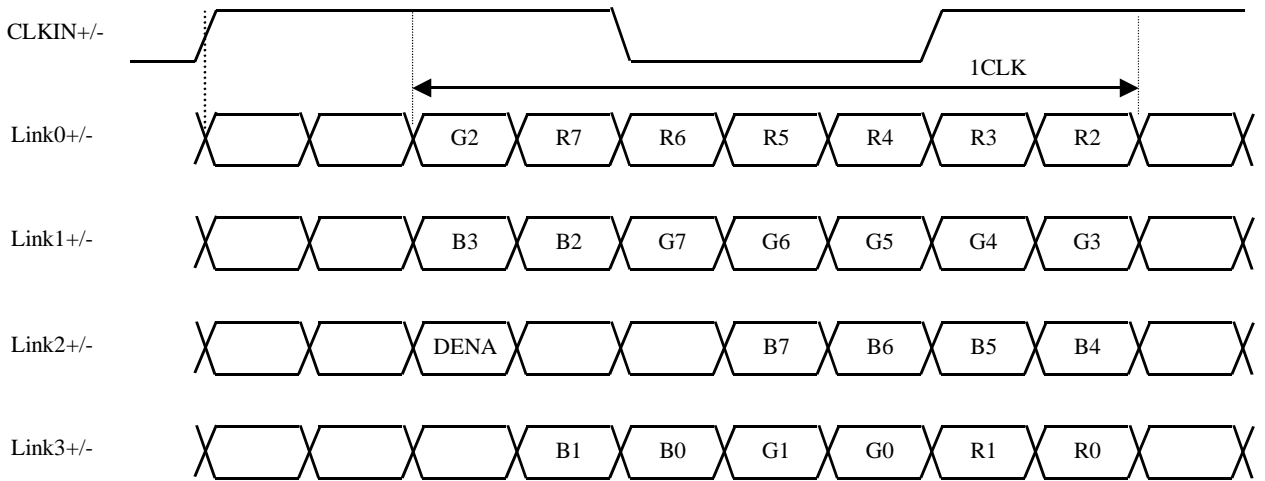 CLKIN+/-
1CLK
Link0+/- G2 R7 R6 R5 R4 R3 R2
Link1+/- B3 B2 G7 G6 G5 G4 G3
Link2+/- DENA B7 B6 B5 B4
Link3+/- B1 B0 G1 G0 R1 R0